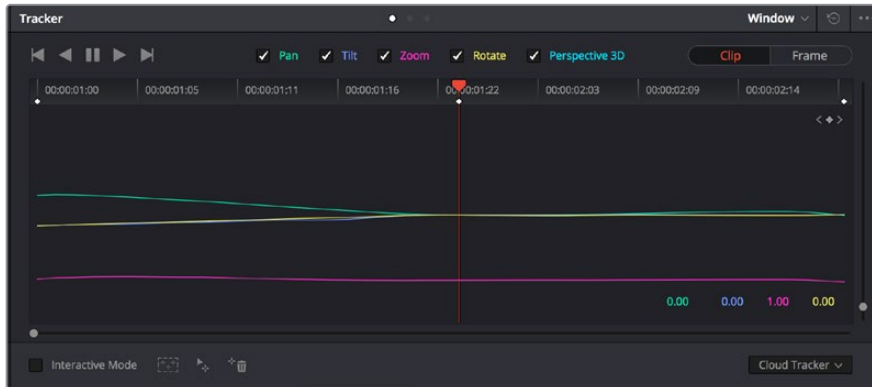 Tracker Window
Pan Tilt Zoom Rotate Perspective 3D Clip Frame
00:00:01:00 00:00:01:05 00:00:01:11 00:00:01:16 00:00:01:22 00:00:02:03 00:00:02:09 00:00:02:14
0.00 0.00 1.00 0.00
Interactive Mode Cloud Tracker